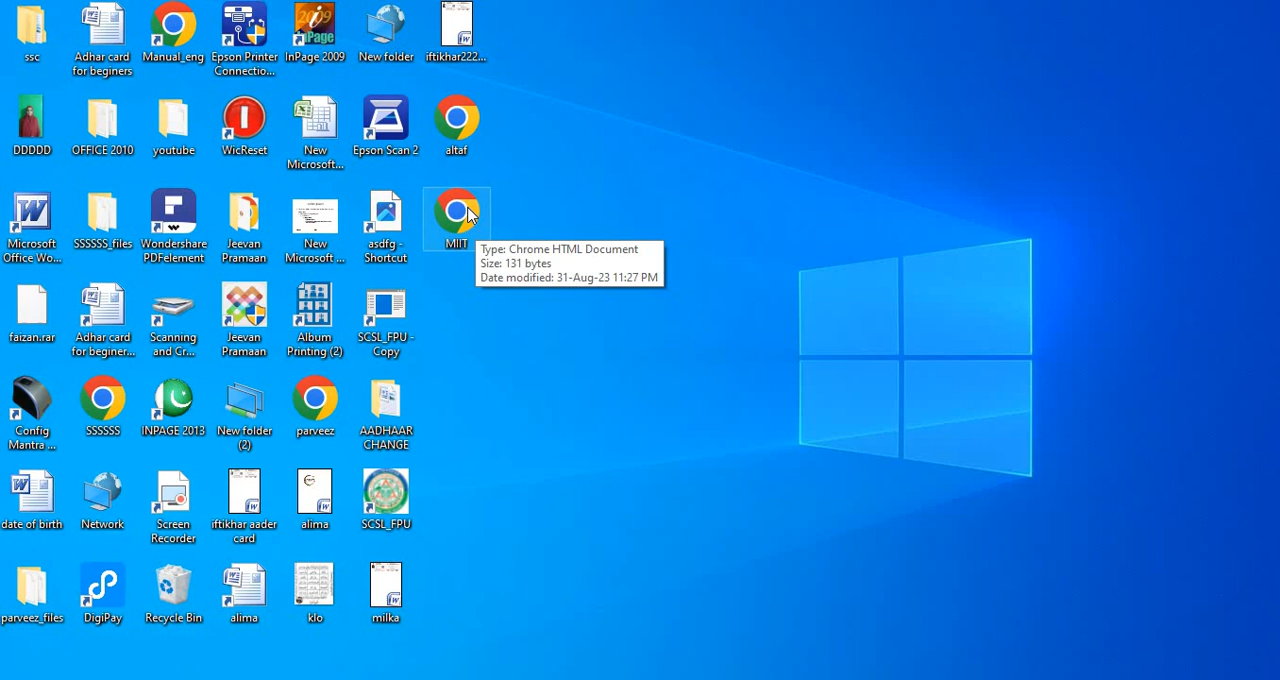 ssc
Adhar card
for beginers
Manual_eng
Epson Printer
Connectio...
2009
iPage
InPage 2009
New folder
iftikhar222...
DDDDD
OFFICE 2010
youtube
WicReset
New
Microsoft...
Epson Scan 2
altaf
Microsoft
Office Wo...
SSSSSS_files
Wondershare
PDFelement
Jeevan
Pramaan
New
Microsoft ...
asdfg -
Shortcut
MIIT
Type: Chrome HTML Document
Size: 131 bytes
Date modified: 31-Aug-23 11:27 PM
faizan.rar
Adhar card
for beginer...
Scanning
and Cr...
Jeevan
Pramaan
Album
Printing (2)
SCSL_FPU -
Copy
Config
Mantra ...
SSSSSS
INPAGE 2013
New folder
(2)
parveez
AADHAAR
CHANGE
date of birth
Network
Screen
Recorder
iftikhar aader
card
alima
SCSL_FPU
parveez_files
DigiPay
Recycle Bin
alima
klo
milka